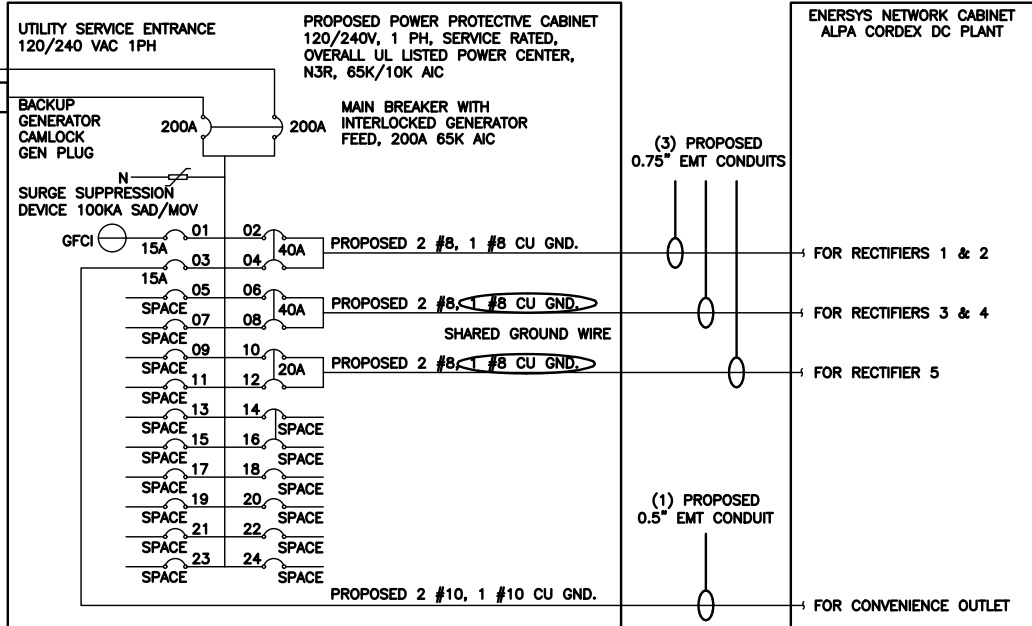 UTILITY SERVICE ENTRANCE
120/240 VAC 1PH
PROPOSED POWER PROTECTIVE CABINET
120/240V, 1 PH, SERVICE RATED,
OVERALL UL LISTED POWER CENTER,
N3R, 65K/10K AIC
ENERSYS NETWORK CABINET
ALPA CORDEX DC PLANT
BACKUP
GENERATOR
CAMLOCK
GEN PLUG
200A
200A
MAIN BREAKER WITH
INTERLOCKED GENERATOR
FEED, 200A 65K AIC
(3) PROPOSED
0.75" EMT CONDUITS
N
SURGE SUPPRESSION
DEVICE 100KA SAD/MOV
GFCI
15A
01
02
40A
PROPOSED 2 #8, 1 #8 CU GND.
FOR RECTIFIERS 1 & 2
15A
03
04
SPACE
05
06
40A
PROPOSED 2 #8, 1 #8 CU GND.
FOR RECTIFIERS 3 & 4
SPACE
07
08
SHARED GROUND WIRE
SPACE
09
10
20A
PROPOSED 2 #8, 1 #8 CU GND.
FOR RECTIFIER 5
SPACE
11
12
SPACE
13
14
SPACE
SPACE
15
16
SPACE
SPACE
17
18
SPACE
SPACE
19
20
SPACE
SPACE
21
22
SPACE
SPACE
23
24
SPACE
(1) PROPOSED
0.5" EMT CONDUIT
PROPOSED 2 #10, 1 #10 CU GND.
FOR CONVENIENCE OUTLET